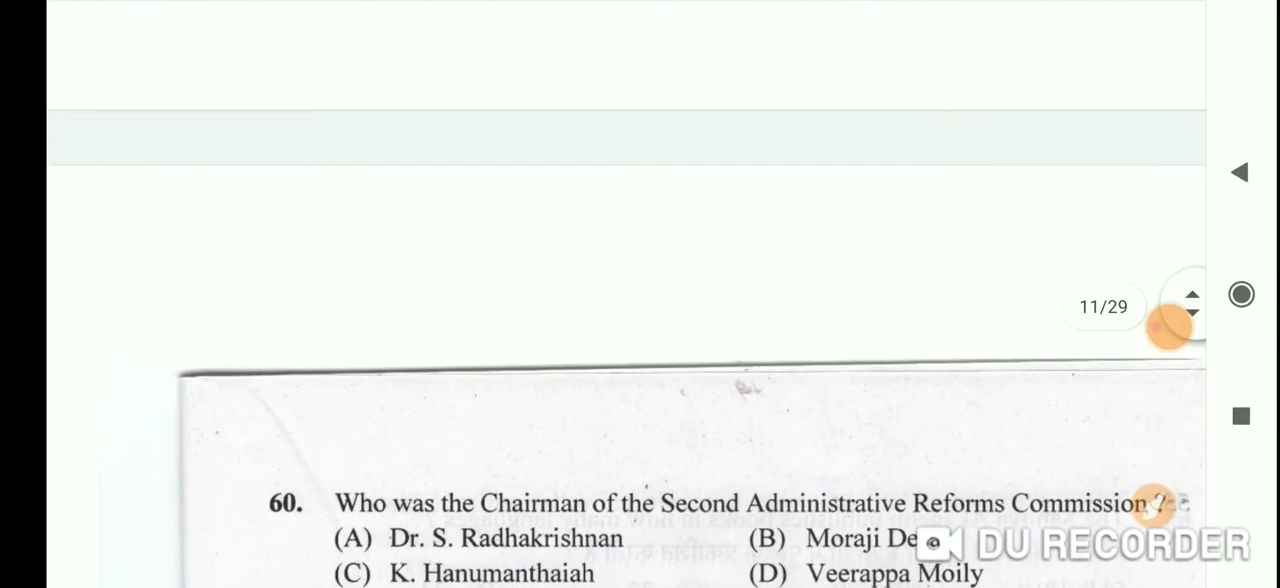 11/29
60. Who was the Chairman of the Second Administrative Reforms Commission ?
(A) Dr. S. Radhakrishnan (B) Moraji
(C) K. Hanumanthaiah (D) Veerappa Moily
DU RECORDER